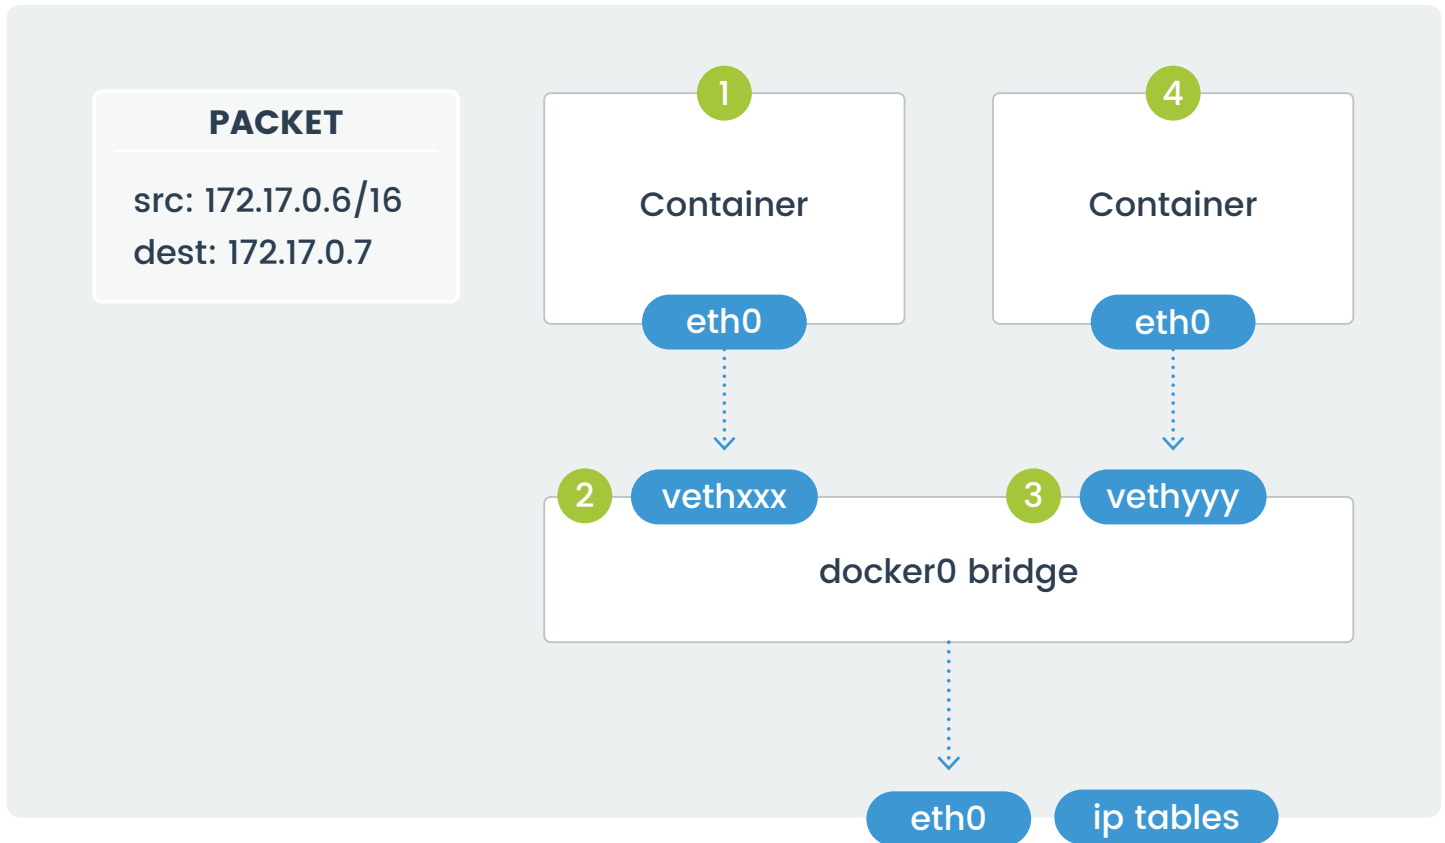 PACKET
src: 172.17.0.6/16
dest: 172.17.0.7
1
Container
eth0
4
Container
eth0
2
vethxxx
3
vethyyy
docker0 bridge
eth0
ip tables